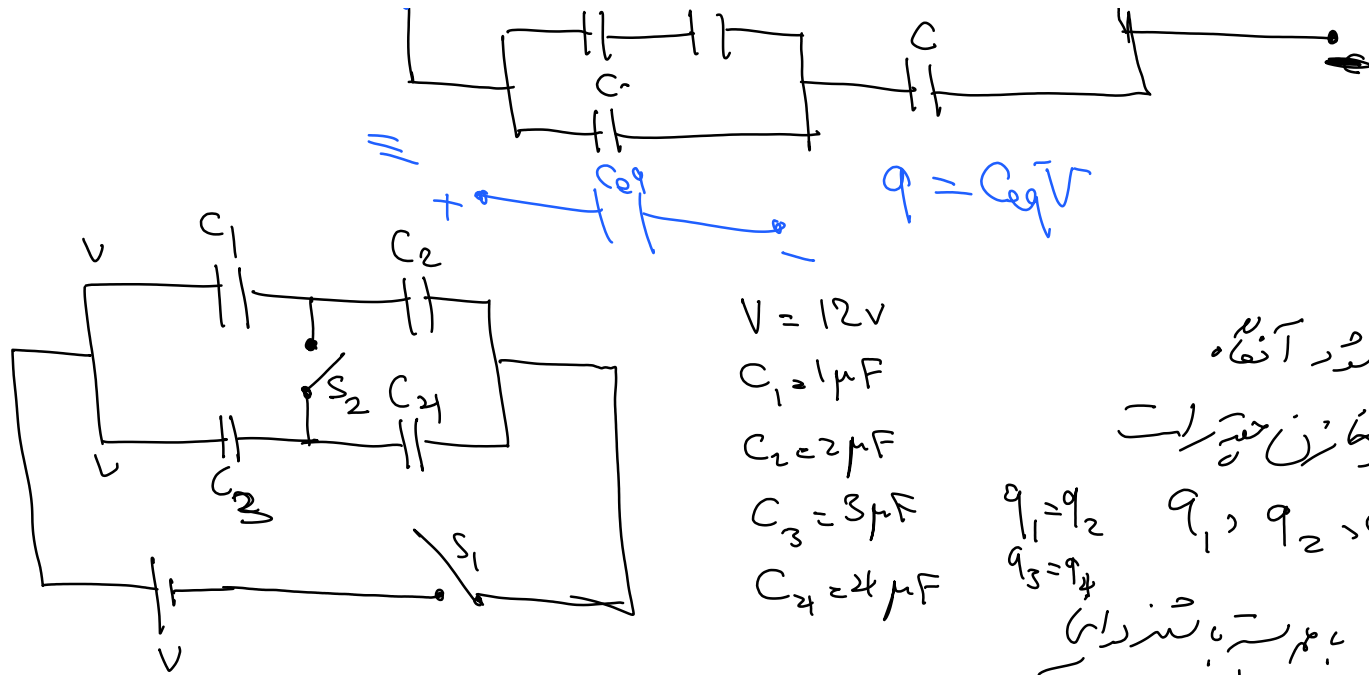 C
C
Ceq
+
−
q = Ceq V
V
C1
C2
S2
C4
V
C3
S1
V
V = 12v
C1 = 1μF
C2 = 2μF
C3 = 3μF
C4 = 4μF
q1 = q2
q3 = q4
q1 , q2 ,